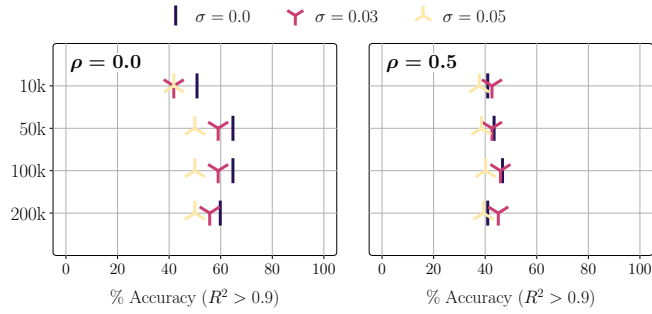 σ = 0.0 σ = 0.03 σ = 0.05
ρ = 0.0 ρ = 0.5
10k
50k
100k
200k
0 20 40 60 80 100 0 20 40 60 80 100
% Accuracy (R² > 0.9) % Accuracy (R² > 0.9)